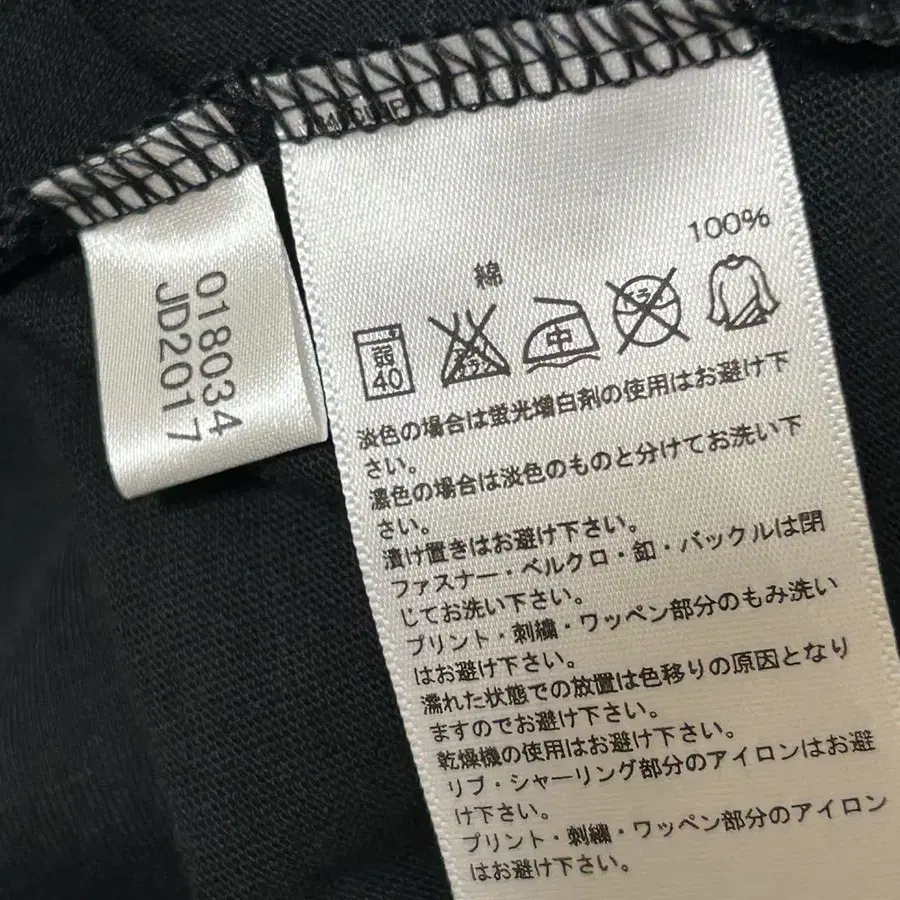 018034
JD2017
100%
綿
弱
40
中
淡色の場合は蛍光増白剤の使用はお避け下
さい。
濃色の場合は淡色のものと分けてお洗い下
さい。
漬け置きはお避け下さい。
ファスナー・ベルクロ・釦・バックルは閉
じてお洗い下さい。
プリント・刺繍・ワッペン部分のもみ洗い
はお避け下さい。
濡れた状態での放置は色移りの原因となり
ますのでお避け下さい。
乾燥機の使用はお避け下さい。
リブ・シャーリング部分のアイロンはお避
け下さい。
プリント・刺繍・ワッペン部分のアイロン
はお避け下さい。